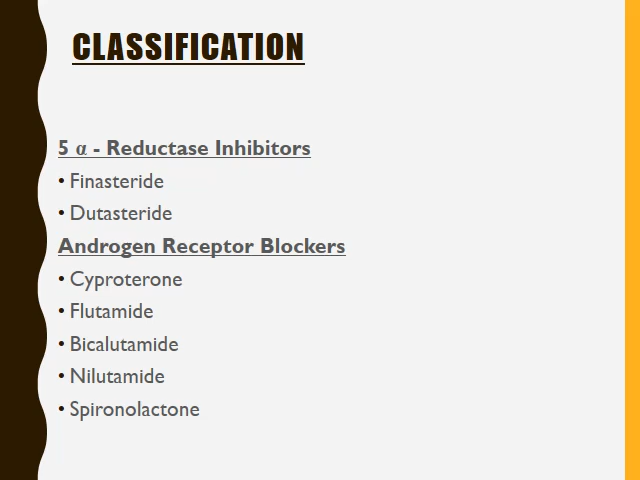 CLASSIFICATION
5 α - Reductase Inhibitors
• Finasteride
• Dutasteride
Androgen Receptor Blockers
• Cyproterone
• Flutamide
• Bicalutamide
• Nilutamide
• Spironolactone